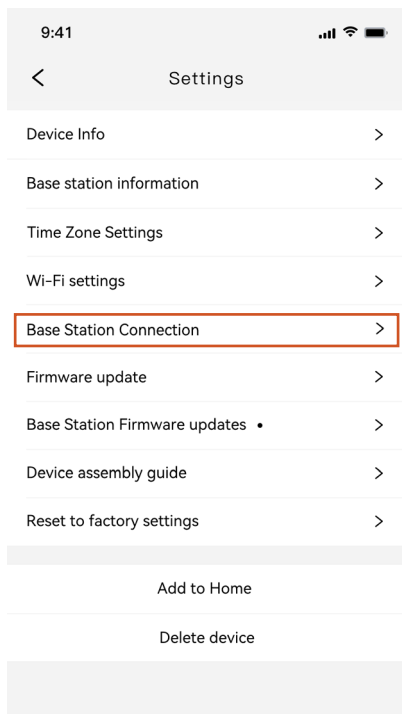 9:41
Settings
Device Info
Base station information
Time Zone Settings
Wi-Fi settings
Base Station Connection
Firmware update
Base Station Firmware updates •
Device assembly guide
Reset to factory settings
Add to Home
Delete device